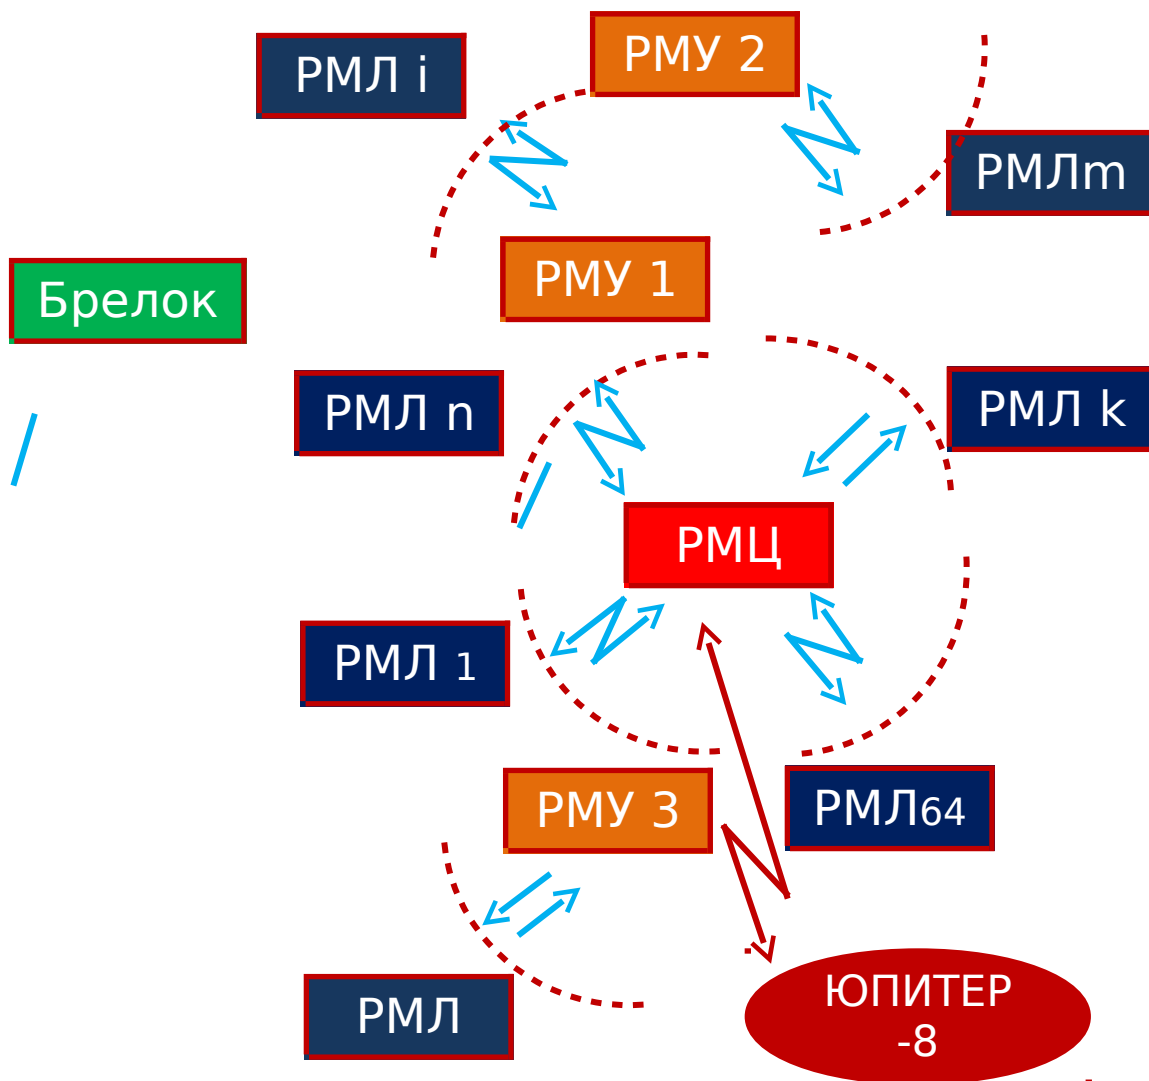 РМУ 2
РМЛ i
РМЛm
РМУ 1
Брелок
РМЛ n
РМЛ k
РМЦ
РМЛ 1
РМУ 3
РМЛ64
ЮПИТЕР
-8
РМЛ